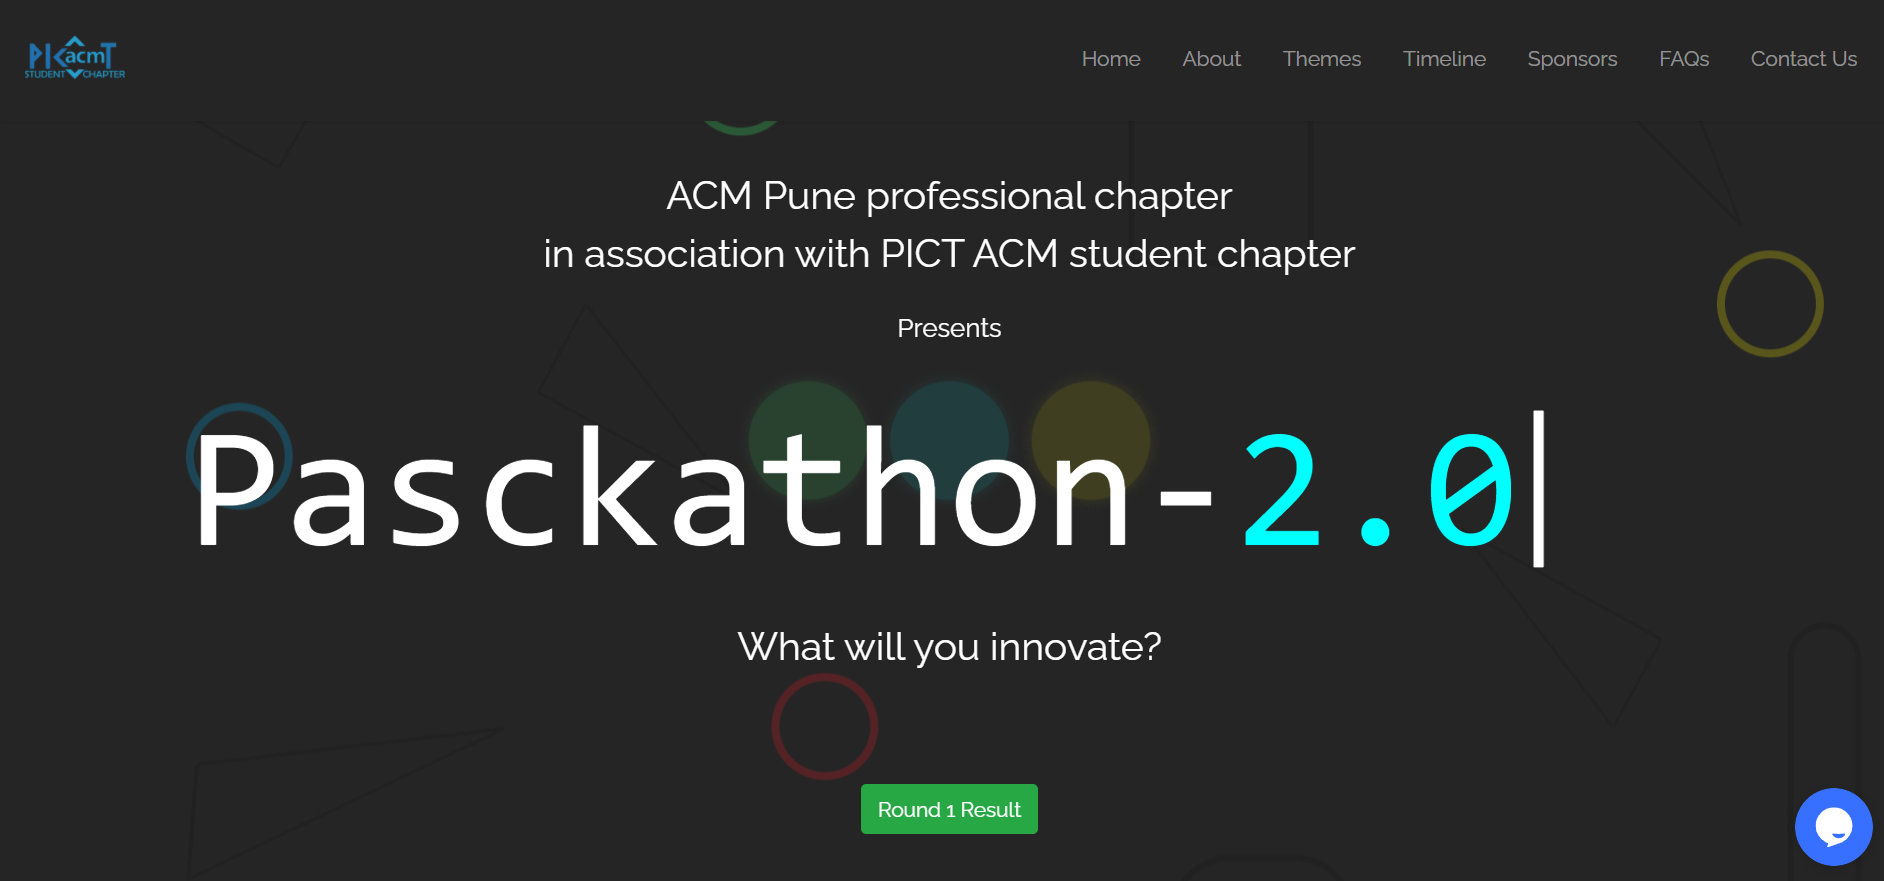 PICT acm
STUDENT CHAPTER
Home About Themes Timeline Sponsors FAQs Contact Us
ACM Pune professional chapter
in association with PICT ACM student chapter
Presents
Pasckathon-2.0
What will you innovate?
Round 1 Result